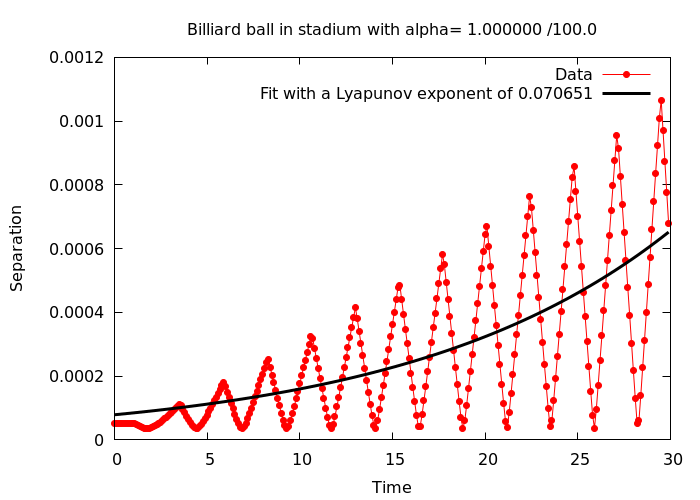 Billiard ball in stadium with alpha= 1.000000 /100.0
Data
Fit with a Lyapunov exponent of 0.070651
0.0012
0.001
0.0008
0.0006
0.0004
0.0002
0
Separation
0 5 10 15 20 25 30
Time